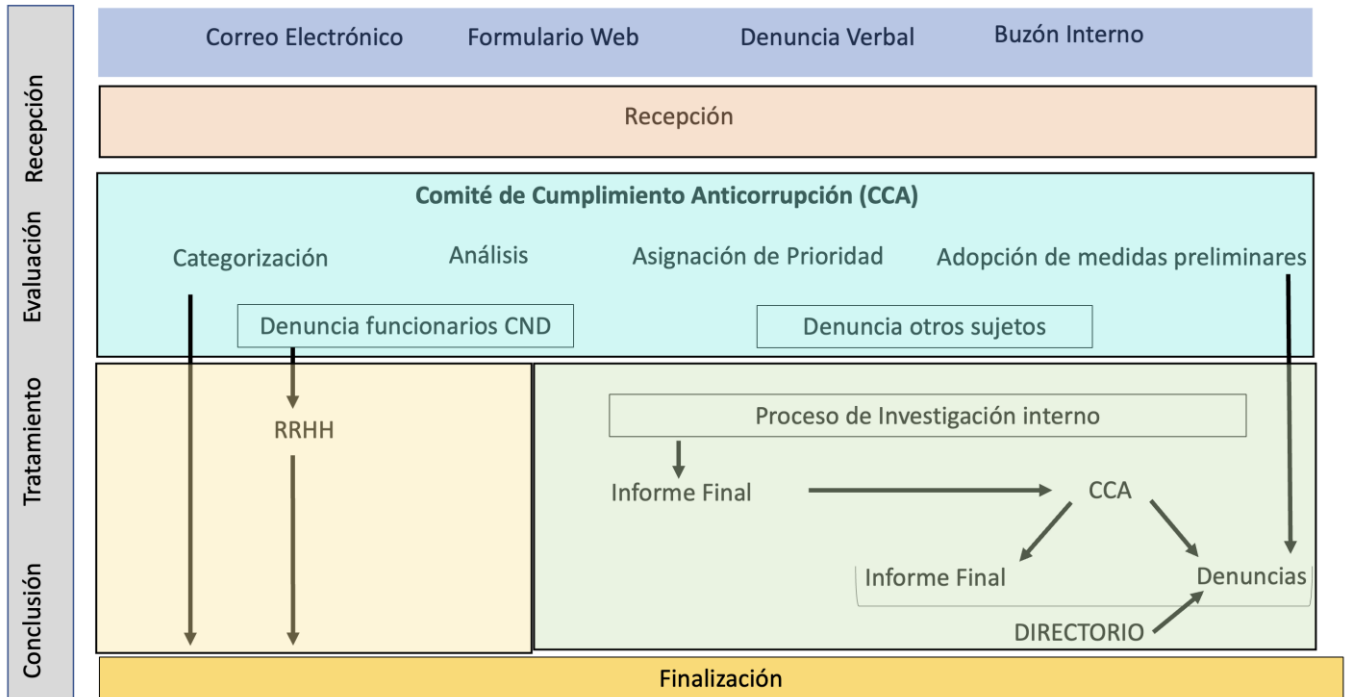 Correo Electrónico Formulario Web Denuncia Verbal Buzón Interno
Recepción
Recepción
Comité de Cumplimiento Anticorrupción (CCA)
Categorización Análisis Asignación de Prioridad Adopción de medidas preliminares
Evaluación
Denuncia funcionarios CND Denuncia otros sujetos
Tratamiento
Proceso de Investigación interno
RRHH
Informe Final CCA
Conclusión
Informe Final Denuncias
DIRECTORIO
Finalización